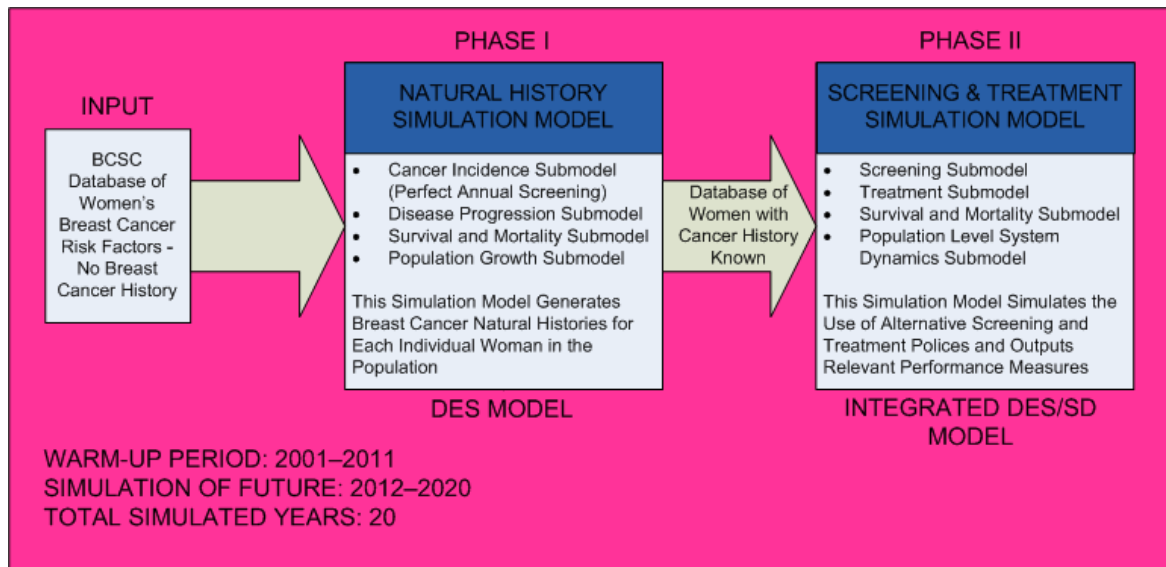 INPUT
BCSC
Database of
Women's
Breast Cancer
Risk Factors -
No Breast
Cancer History
PHASE I
NATURAL HISTORY
SIMULATION MODEL
• Cancer Incidence Submodel
(Perfect Annual Screening)
• Disease Progression Submodel
• Survival and Mortality Submodel
• Population Growth Submodel
This Simulation Model Generates
Breast Cancer Natural Histories for
Each Individual Woman in the
Population
DES MODEL
Database of
Women with
Cancer History
Known
PHASE II
SCREENING & TREATMENT
SIMULATION MODEL
• Screening Submodel
• Treatment Submodel
• Survival and Mortality Submodel
• Population Level System
Dynamics Submodel
This Simulation Model Simulates the
Use of Alternative Screening and
Treatment Polices and Outputs
Relevant Performance Measures
INTEGRATED DES/SD
MODEL
WARM-UP PERIOD: 2001–2011
SIMULATION OF FUTURE: 2012–2020
TOTAL SIMULATED YEARS: 20